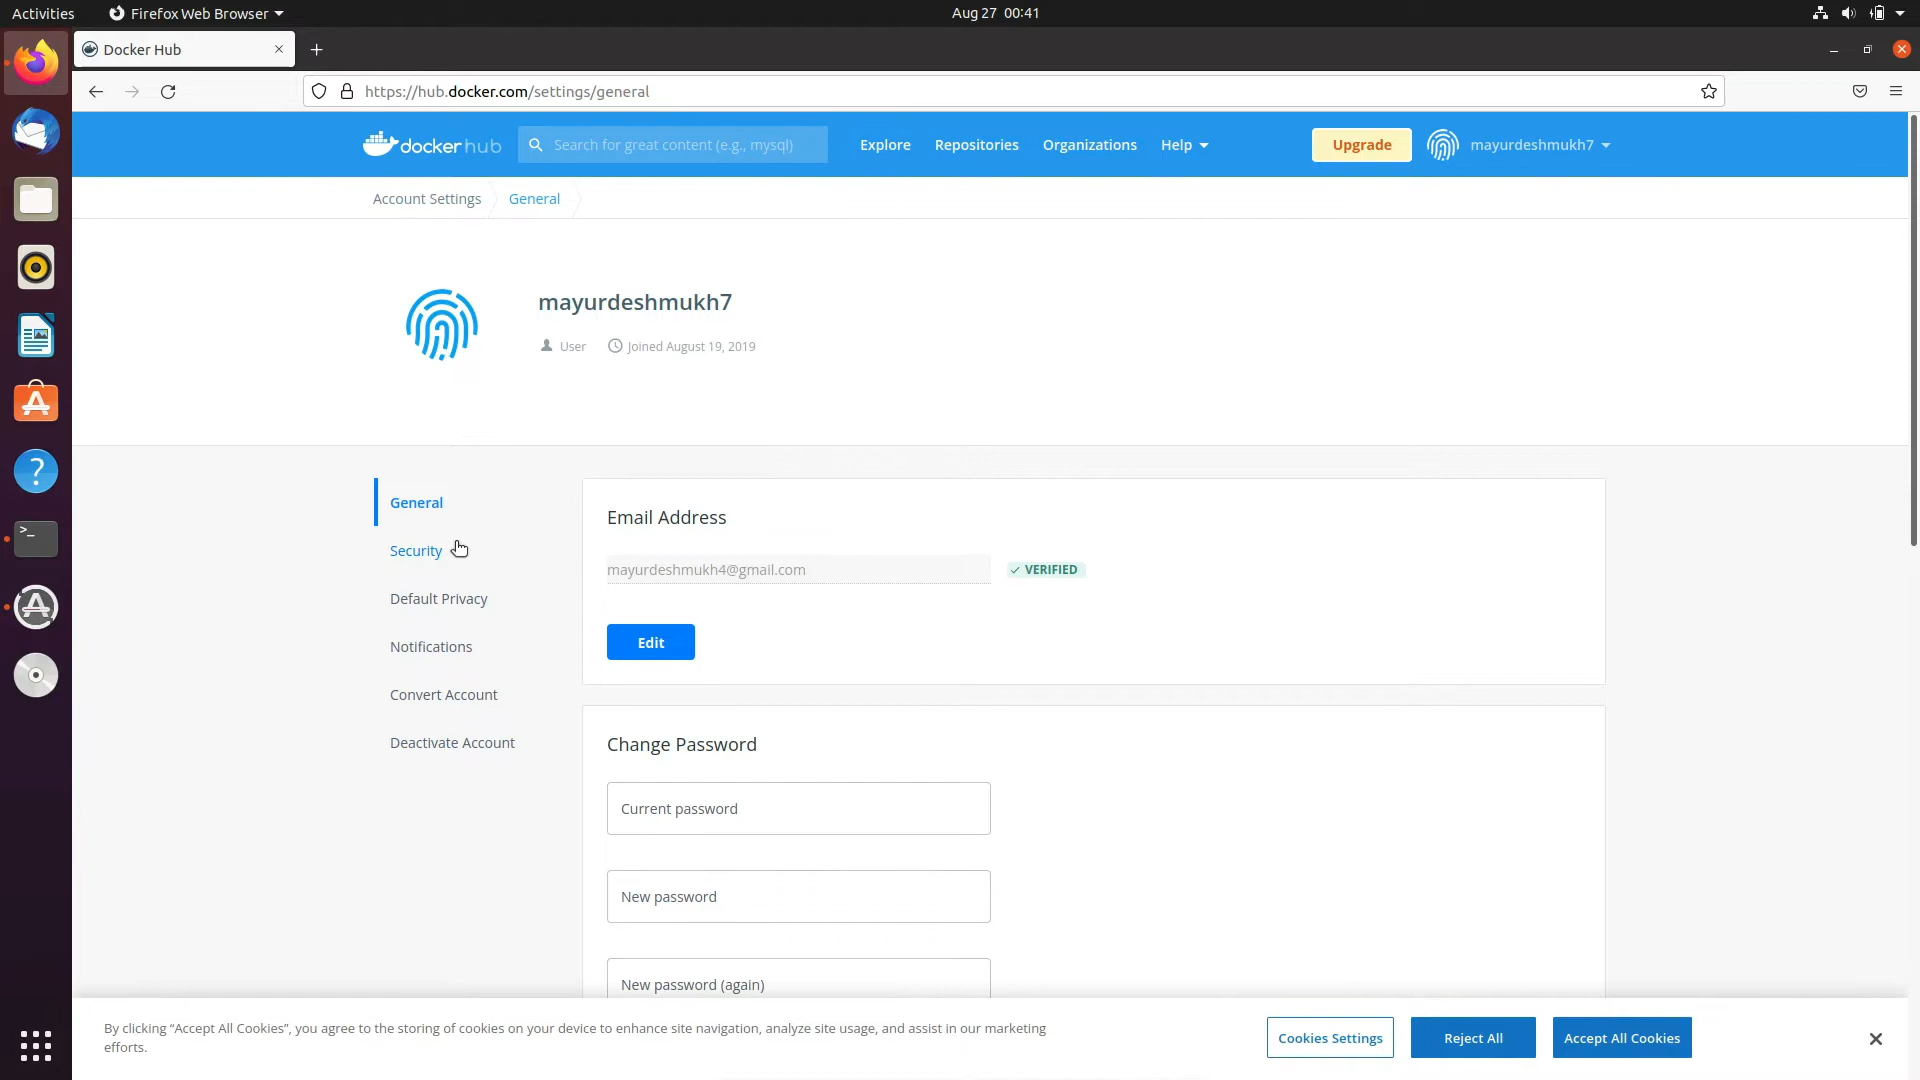 Activities
Firefox Web Browser
Aug 27 00:41
Docker Hub
https://hub.docker.com/settings/general
docker hub
Search for great content (e.g., mysql)
Explore
Repositories
Organizations
Help
Upgrade
mayurdeshmukh7
Account Settings
General
mayurdeshmukh7
User
Joined August 19, 2019
General
Security
Default Privacy
Notifications
Convert Account
Deactivate Account
Email Address
mayurdeshmukh4@gmail.com
VERIFIED
Edit
Change Password
Current password
New password
New password (again)
By clicking “Accept All Cookies”, you agree to the storing of cookies on your device to enhance site navigation, analyze site usage, and assist in our marketing
efforts.
Cookies Settings
Reject All
Accept All Cookies